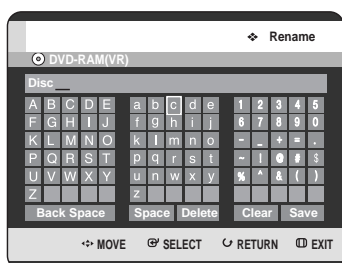 ❖ Rename
DVD-RAM(VR)
Disc__
A B C D E a b c d e 1 2 3 4 5
F G H I J f g h i j 6 7 8 9 0
K L M N O k l m n o - _ + = .
P Q R S T p q r s t ~ ! @ # $
U V W X Y u n w x y % ^ & ( )
Z z
Back Space Space Delete Clear Save
MOVE SELECT RETURN EXIT